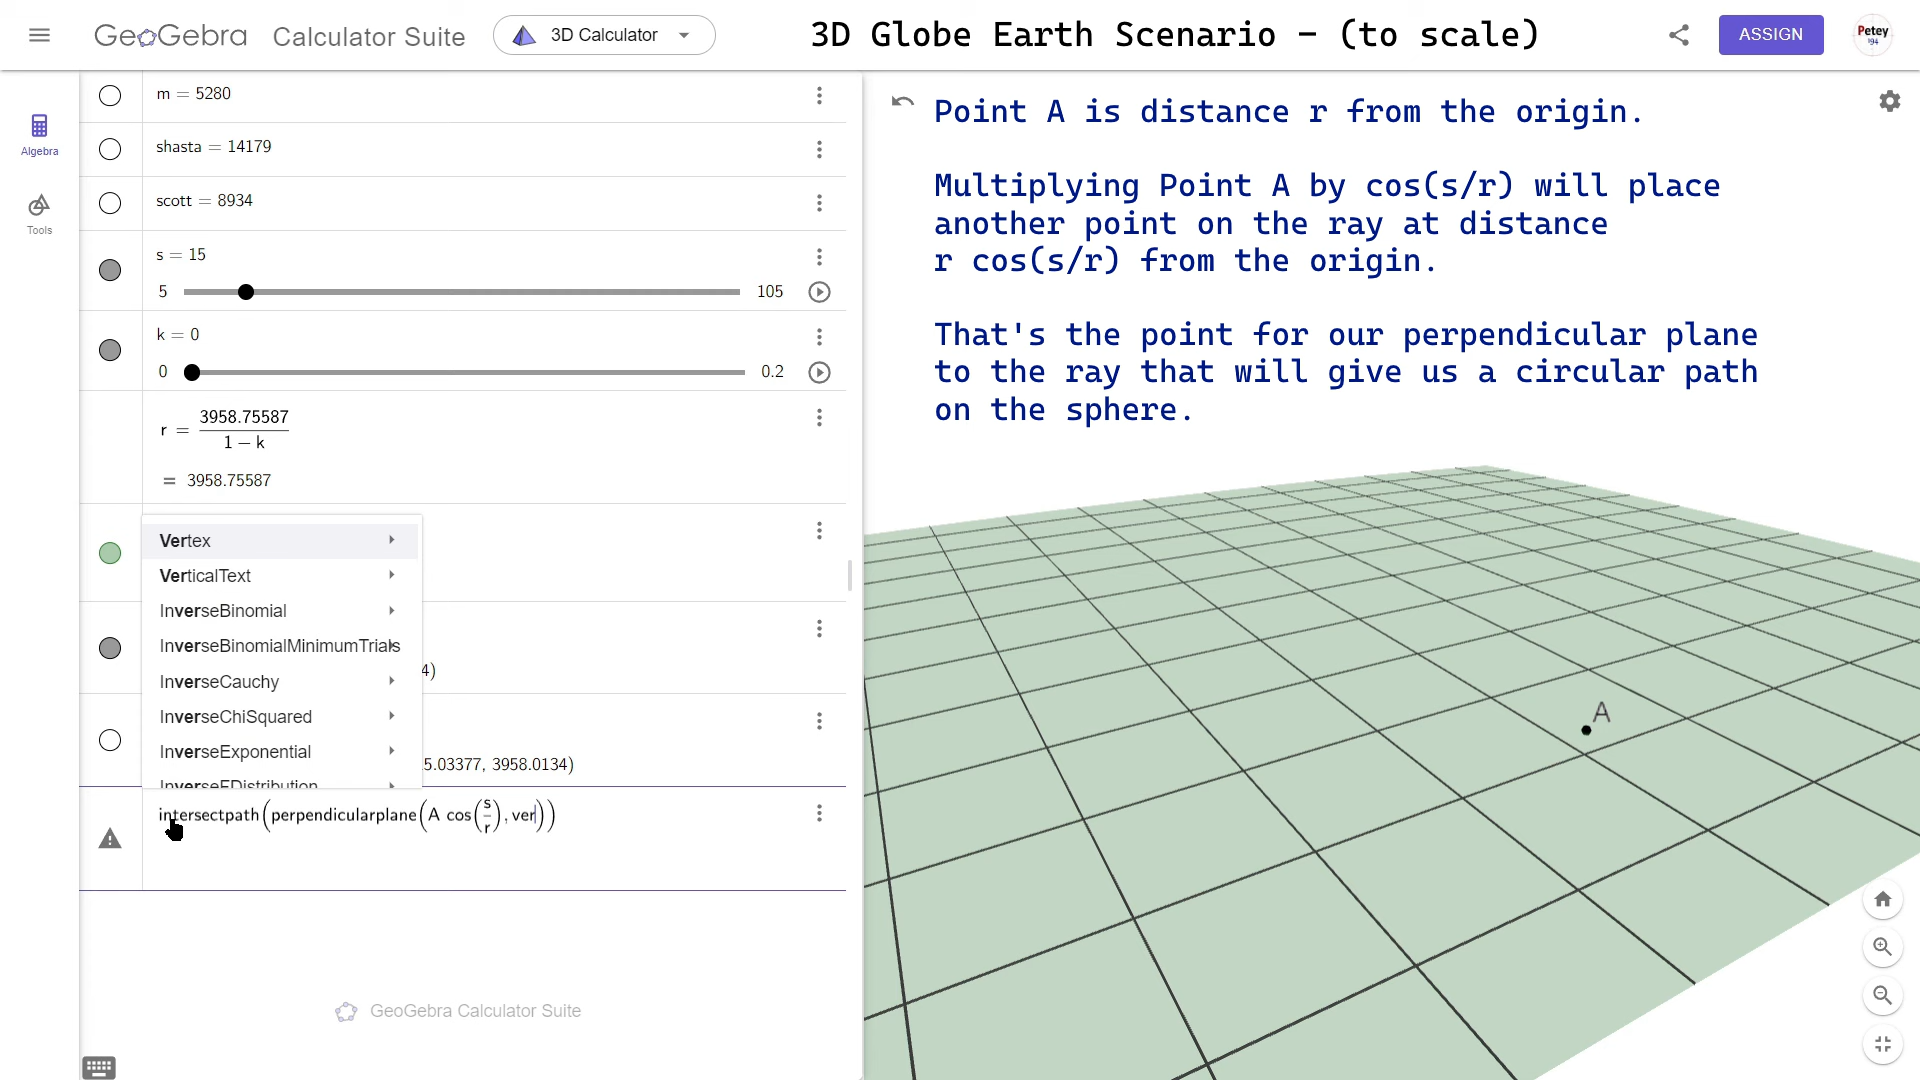 GeoGebra
Calculator Suite
3D Calculator
3D Globe Earth Scenario - (to scale)
ASSIGN
Petey
'94
Algebra
Tools
m = 5280
shasta = 14179
scott = 8934
s = 15
5
105
k = 0
0
0.2
r = 3958.75587 / 1 − k
= 3958.75587
Vertex
VerticalText
InverseBinomial
InverseBinomialMinimumTrials
InverseCauchy
InverseChiSquared
InverseExponential
InverseFDistribution
4)
5.03377, 3958.0134)
intersectpath(perpendicularplane(A cos(s/r), ver))
GeoGebra Calculator Suite
Point A is distance r from the origin.
Multiplying Point A by cos(s/r) will place
another point on the ray at distance
r cos(s/r) from the origin.
That's the point for our perpendicular plane
to the ray that will give us a circular path
on the sphere.
A